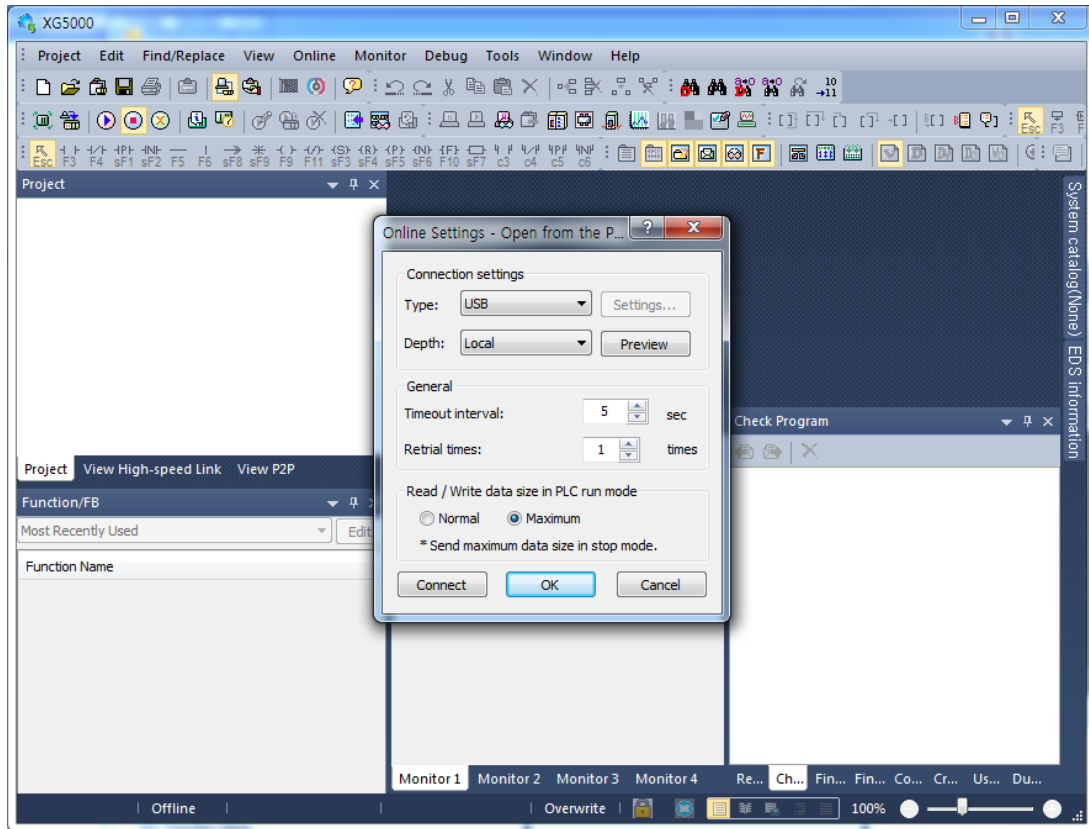 XG5000
Project Edit Find/Replace View Online Monitor Debug Tools Window Help
Esc F3
Esc F3 F4 sF1 sF2 F5 F6 sF8 sF9 F9 F11 sF3 sF4 sF5 sF6 F10 sF7 c3 c4 c5 c6
Project
System catalog(None)
EDS information
Online Settings - Open from the P...
Connection settings
Type: USB Settings...
Depth: Local Preview
General
Timeout interval: 5 sec
Retrial times: 1 times
Read / Write data size in PLC run mode
Normal Maximum
* Send maximum data size in stop mode.
Connect OK Cancel
Check Program
Project View High-speed Link View P2P
Function/FB
Most Recently Used Edit
Function Name
Monitor 1 Monitor 2 Monitor 3 Monitor 4
Re... Ch... Fin... Fin... Co... Cr... Us... Du...
Offline Overwrite 100%